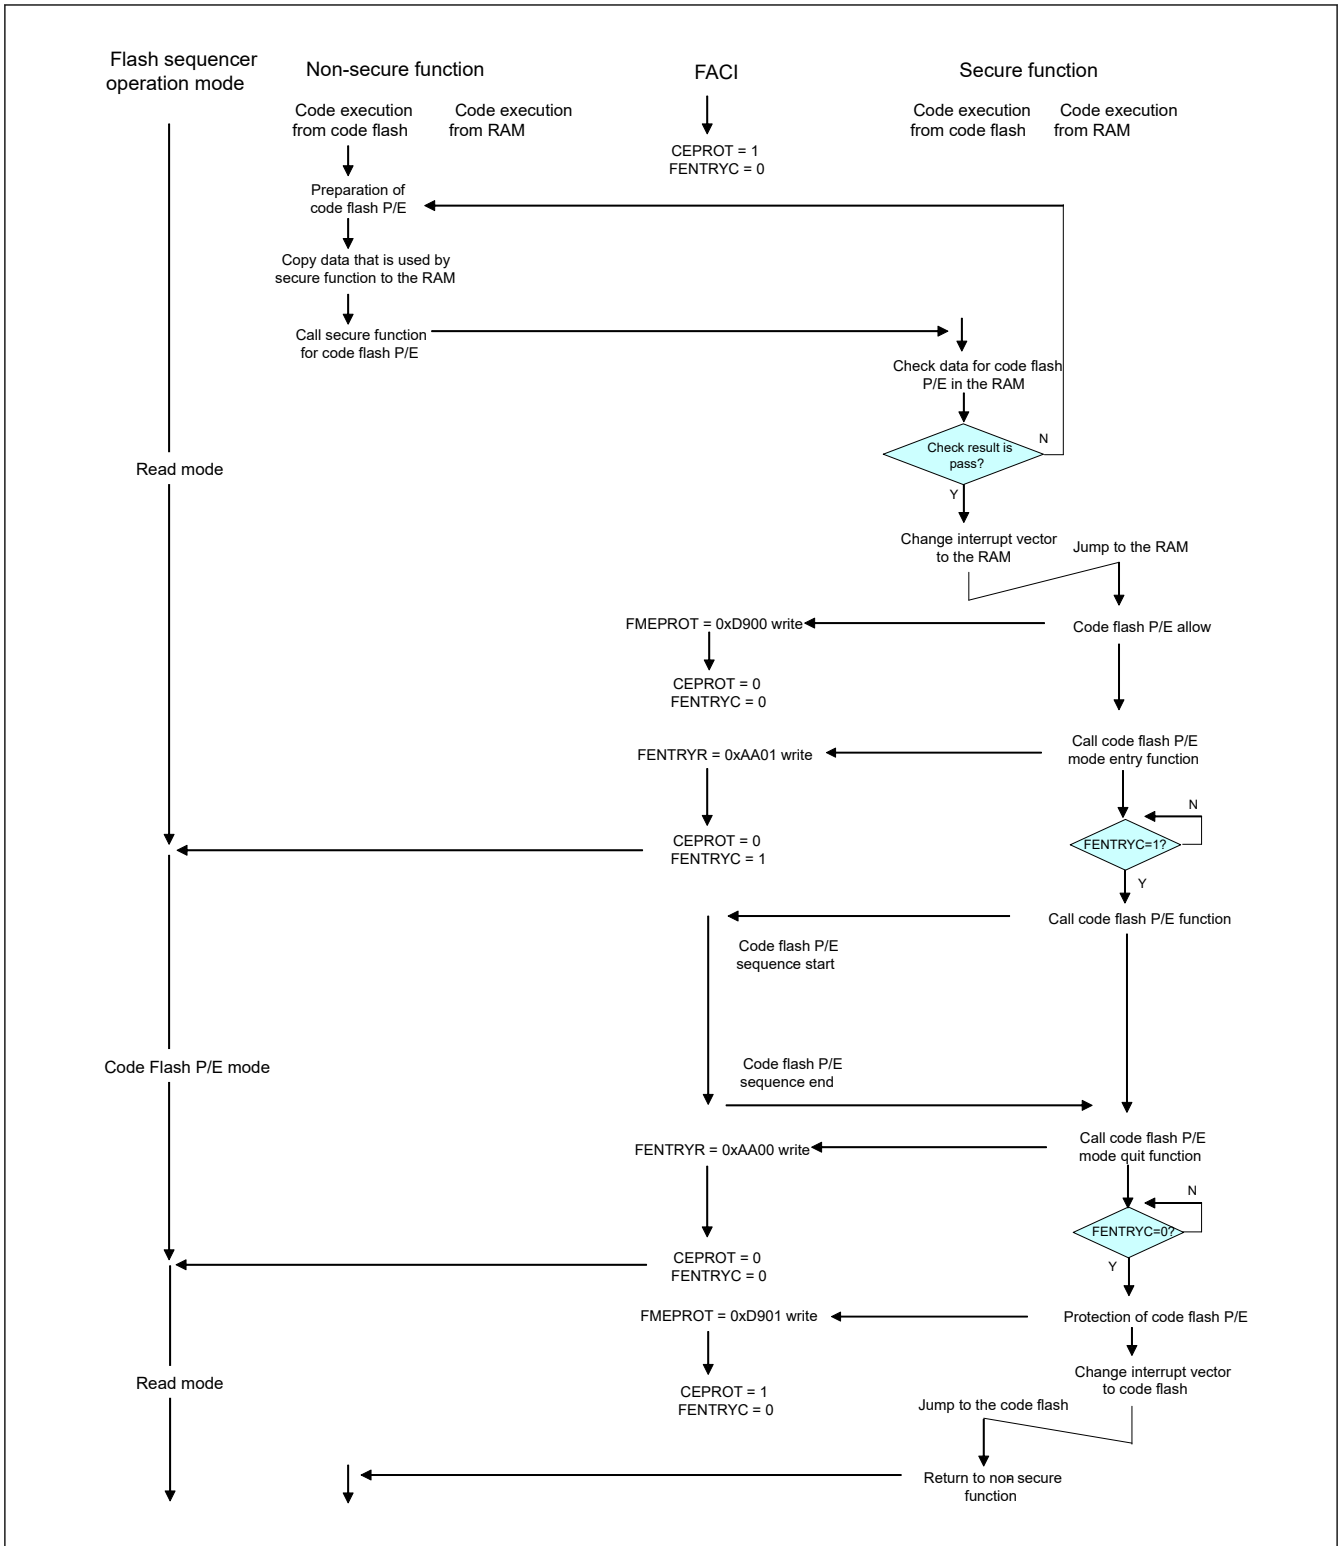 Flash sequencer
operation mode
Non-secure function
FACI
Secure function
Code execution
from code flash
Code execution
from RAM
Code execution
from code flash
Code execution
from RAM
CEPROT = 1
FENTRYC = 0
Preparation of
code flash P/E
Copy data that is used by
secure function to the RAM
Call secure function
for code flash P/E
Check data for code flash
P/E in the RAM
Check result is
pass?
N
Y
Read mode
Change interrupt vector
to the RAM
Jump to the RAM
FMEPROT = 0xD900 write
Code flash P/E allow
CEPROT = 0
FENTRYC = 0
FENTRYR = 0xAA01 write
Call code flash P/E
mode entry function
N
CEPROT = 0
FENTRYC = 1
FENTRYC=1?
Y
Call code flash P/E function
Code flash P/E
sequence start
Code Flash P/E mode
Code flash P/E
sequence end
FENTRYR = 0xAA00 write
Call code flash P/E
mode quit function
N
FENTRYC=0?
Y
CEPROT = 0
FENTRYC = 0
FMEPROT = 0xD901 write
Protection of code flash P/E
Read mode
Change interrupt vector
to code flash
CEPROT = 1
FENTRYC = 0
Jump to the code flash
Return to non secure
function